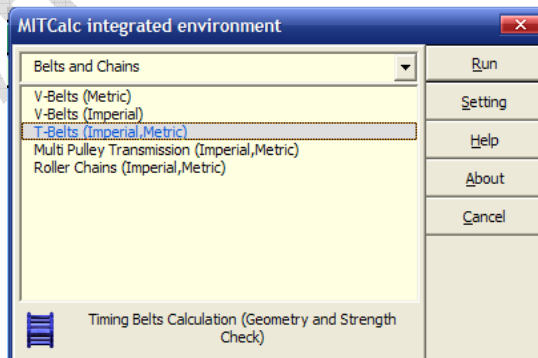 MITCalc integrated environment
Belts and Chains
V-Belts (Metric)
V-Belts (Imperial)
T-Belts (Imperial,Metric)
Multi Pulley Transmission (Imperial,Metric)
Roller Chains (Imperial,Metric)
Run
Setting
Help
About
Cancel
Timing Belts Calculation (Geometry and Strength
Check)